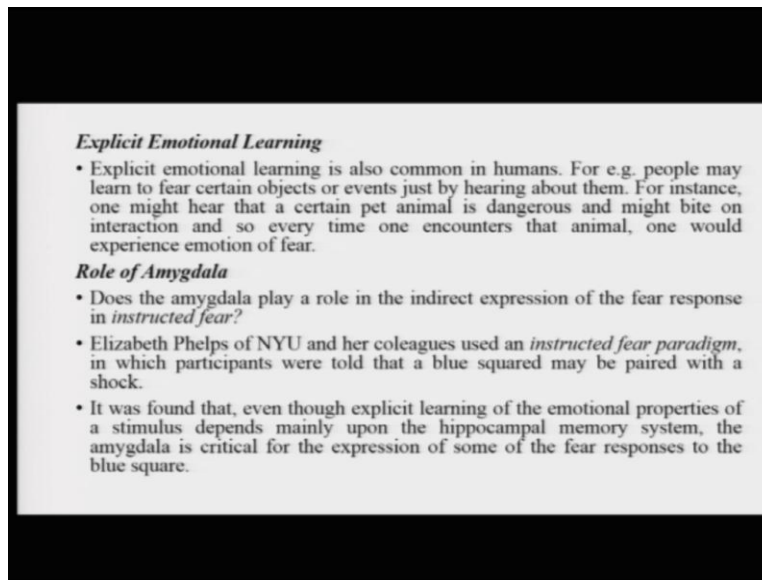 Explicit Emotional Learning
• Explicit emotional learning is also common in humans. For e.g. people may
learn to fear certain objects or events just by hearing about them. For instance,
one might hear that a certain pet animal is dangerous and might bite on
interaction and so every time one encounters that animal, one would
experience emotion of fear.
Role of Amygdala
• Does the amygdala play a role in the indirect expression of the fear response
in instructed fear?
• Elizabeth Phelps of NYU and her coleagues used an instructed fear paradigm,
in which participants were told that a blue squared may be paired with a
shock.
• It was found that, even though explicit learning of the emotional properties of
a stimulus depends mainly upon the hippocampal memory system, the
amygdala is critical for the expression of some of the fear responses to the
blue square.